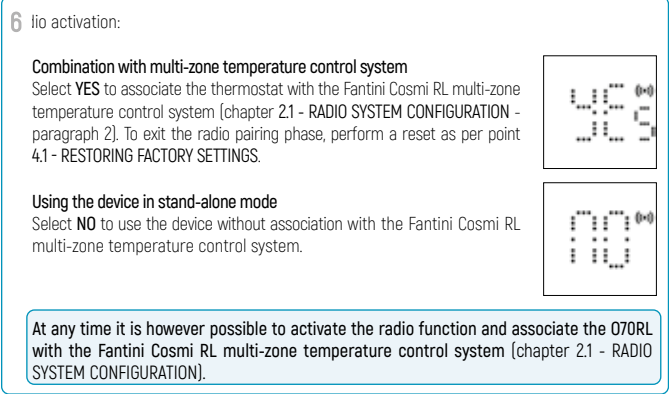 6 dio activation:
Combination with multi-zone temperature control system
Select YES to associate the thermostat with the Fantini Cosmi RL multi-zone
temperature control system (chapter 2.1 - RADIO SYSTEM CONFIGURATION -
paragraph 2). To exit the radio pairing phase, perform a reset as per point
4.1 - RESTORING FACTORY SETTINGS.
YES
Using the device in stand-alone mode
Select NO to use the device without association with the Fantini Cosmi RL
multi-zone temperature control system.
NO
At any time it is however possible to activate the radio function and associate the O70RL
with the Fantini Cosmi RL multi-zone temperature control system (chapter 2.1 - RADIO
SYSTEM CONFIGURATION).